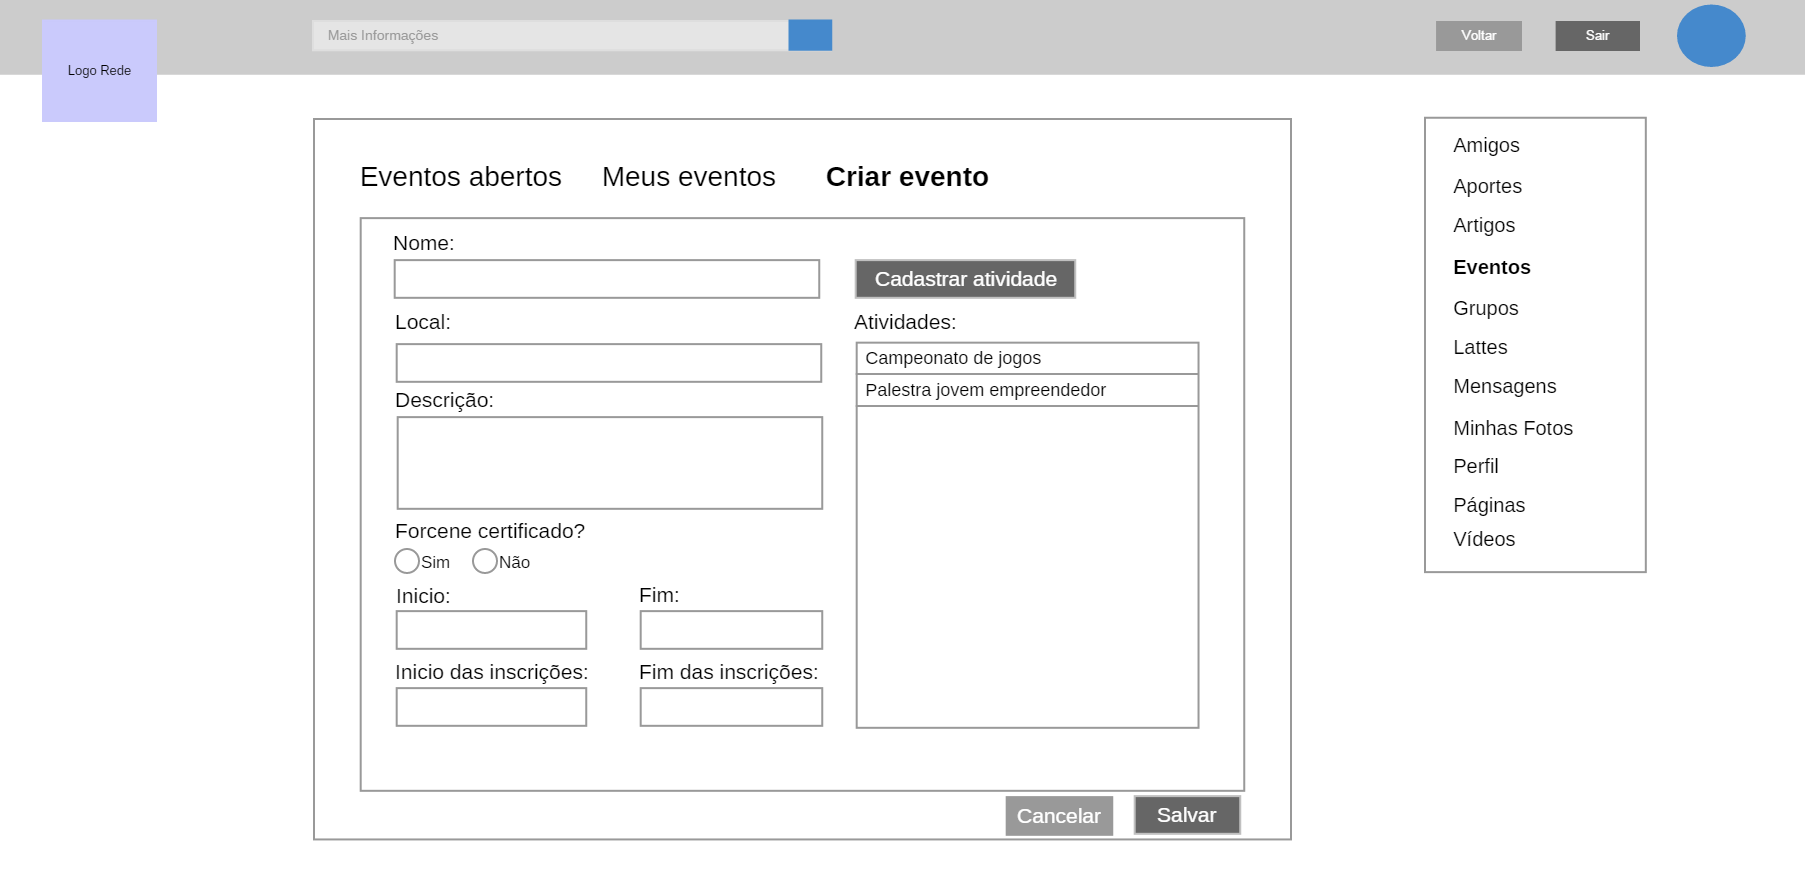 Mais Informações
Voltar
Sair
Logo Rede
Eventos abertos
Meus eventos
Criar evento
Nome:
Cadastrar atividade
Local:
Atividades:
Campeonato de jogos
Palestra jovem empreendedor
Descrição:
Forcene certificado?
Sim
Não
Inicio:
Fim:
Inicio das inscrições:
Fim das inscrições:
Cancelar
Salvar
Amigos
Aportes
Artigos
Eventos
Grupos
Lattes
Mensagens
Minhas Fotos
Perfil
Páginas
Vídeos